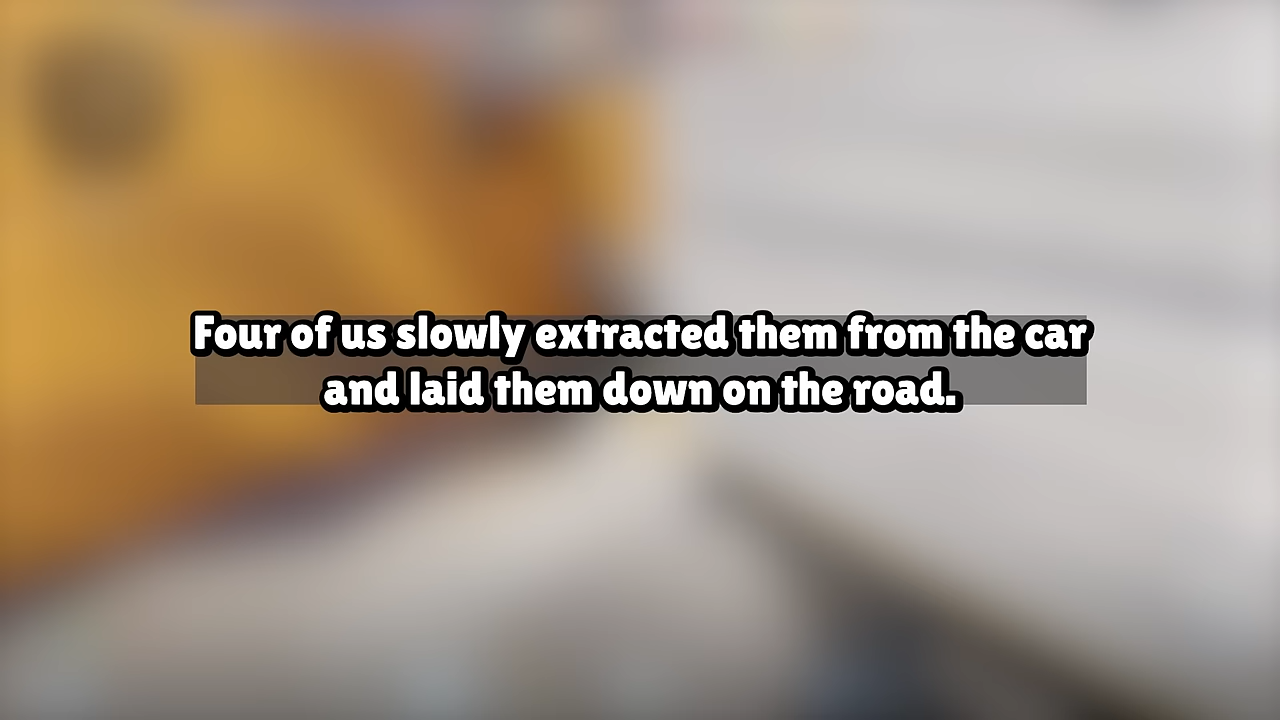 Four of us slowly extracted them from the car
and laid them down on the road.